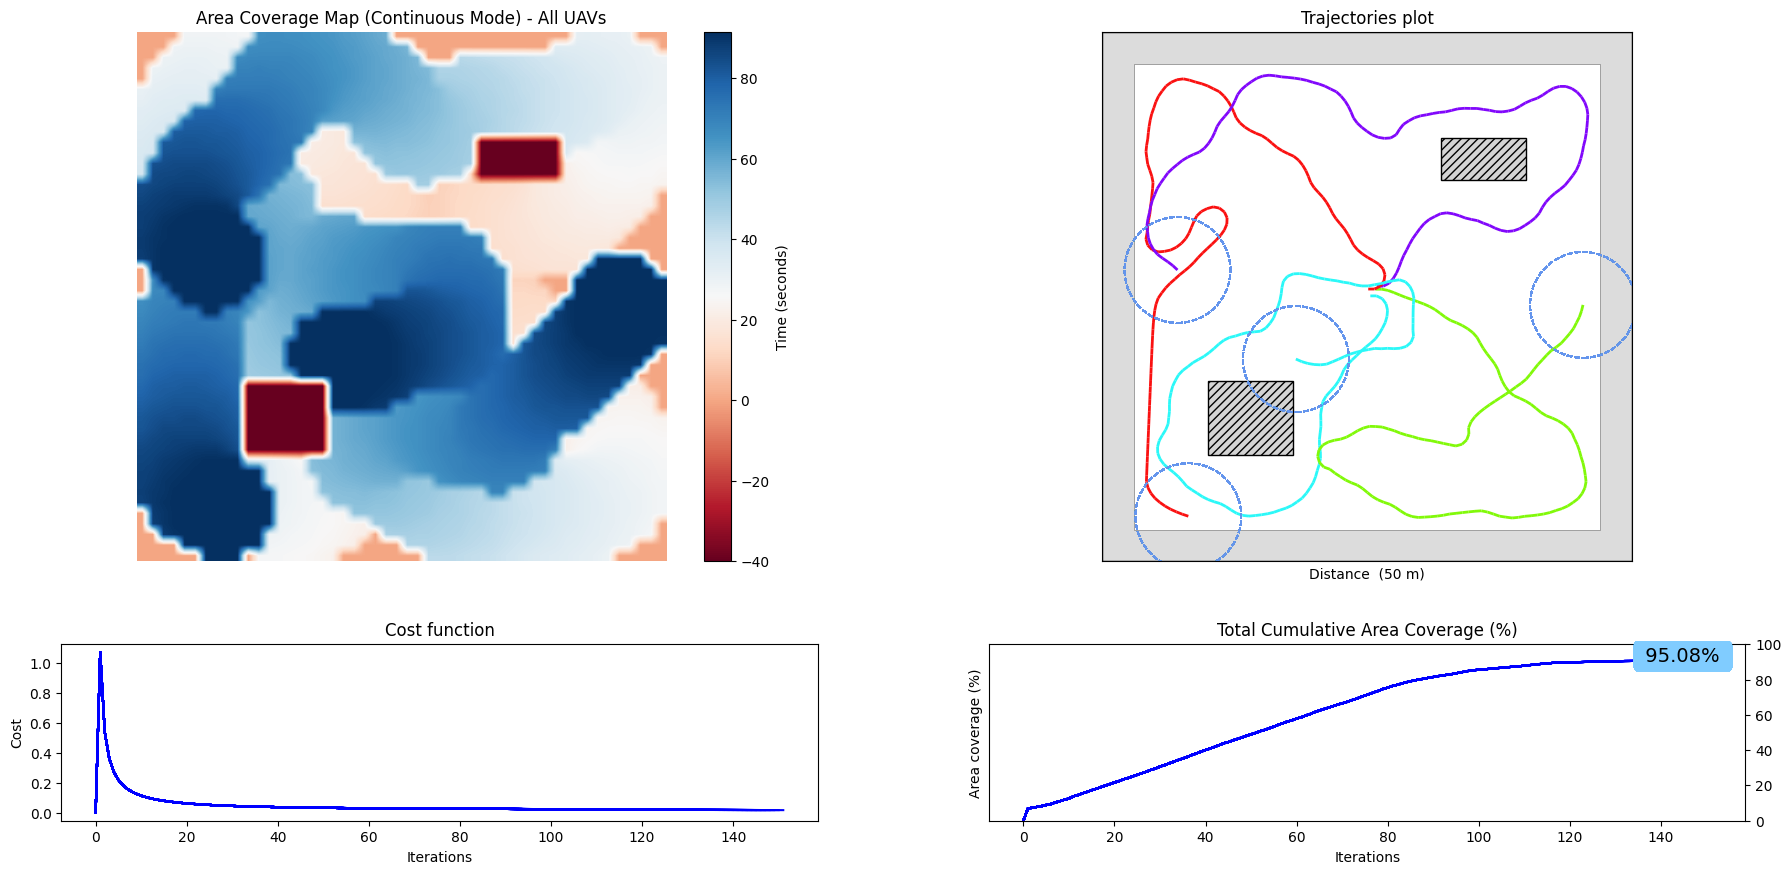 Area Coverage Map (Continuous Mode) - All UAVs
80
60
40
20
0
−20
−40
Time (seconds)
Trajectories plot
Distance  (50 m)
Cost function
1.0
0.8
0.6
0.4
0.2
0.0
Cost
0 20 40 60 80 100 120 140
Iterations
Total Cumulative Area Coverage (%)
95.08%
Area coverage (%)
100
80
60
40
20
0
0 20 40 60 80 100 120 140
Iterations